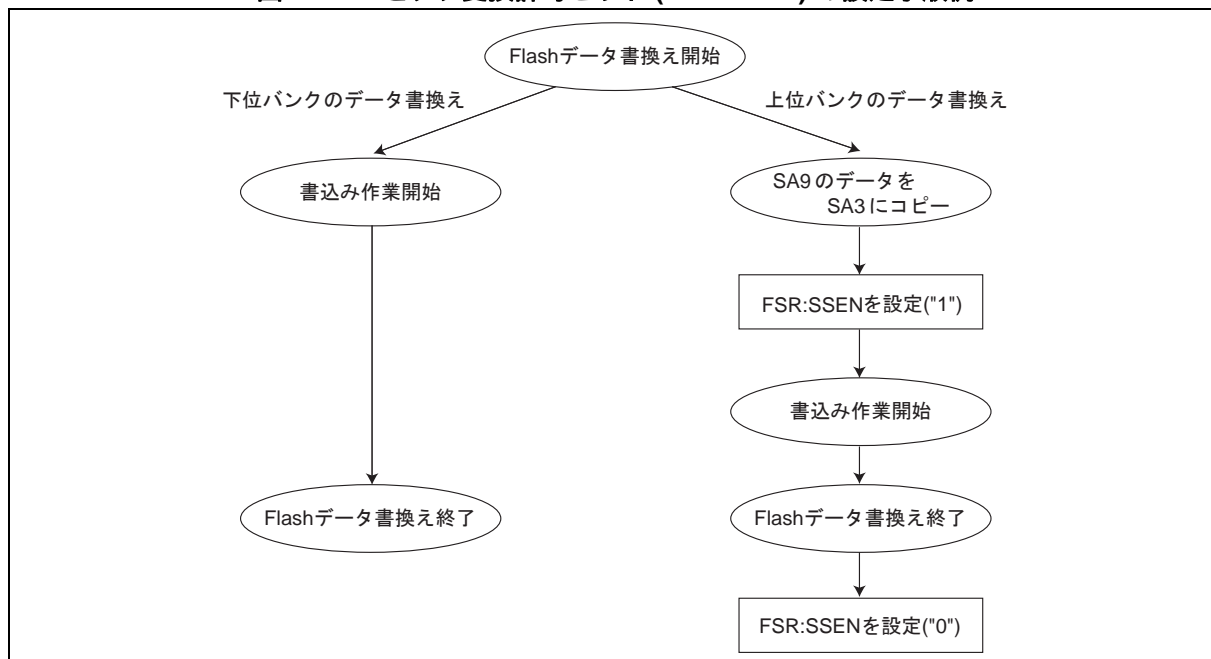 Flashデータ書換え開始
下位バンクのデータ書換え
上位バンクのデータ書換え
書込み作業開始
SA9のデータを
SA3にコピー
FSR:SSENを設定("1")
書込み作業開始
Flashデータ書換え終了
Flashデータ書換え終了
FSR:SSENを設定("0")